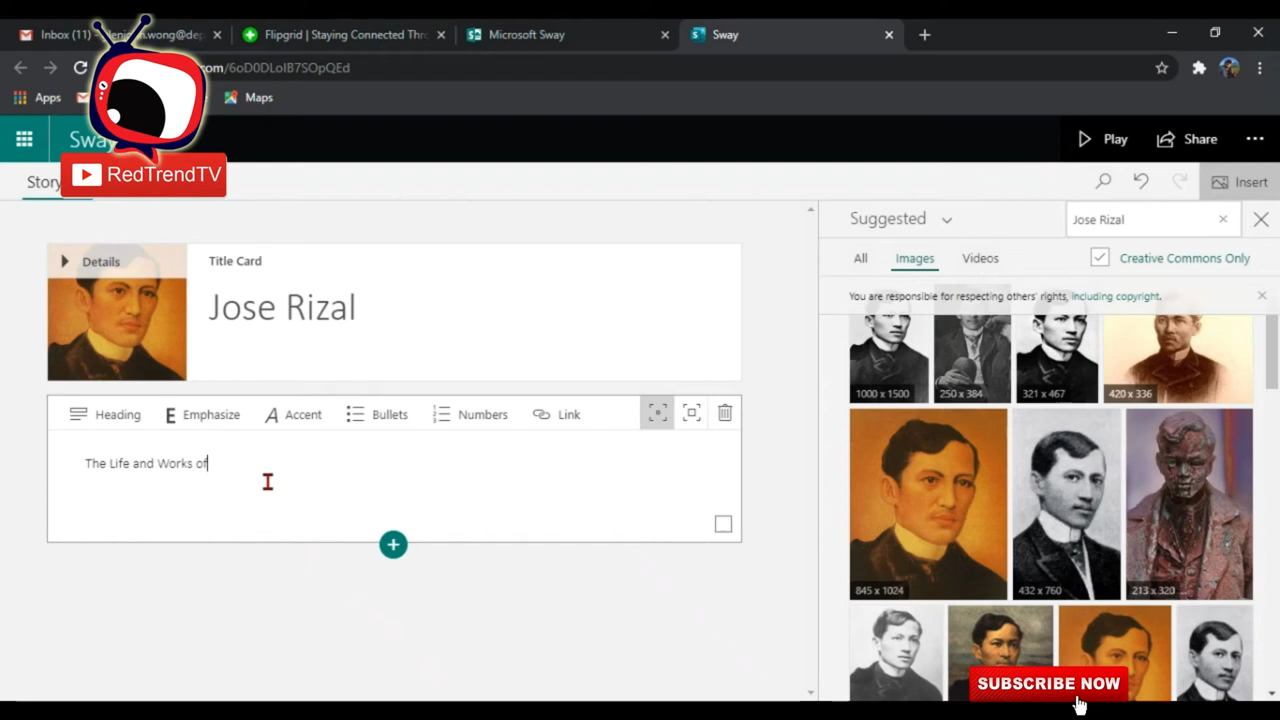 Inbox (11)
Flipgrid | Staying Connected Thro
Microsoft Sway
Sway
com/6oD0DLoIB7SOpQEd
Apps
Maps
RedTrendTV
Play
Share
Insert
Suggested
Jose Rizal
All
Images
Videos
Creative Commons Only
You are responsible for respecting others' rights, including copyright.
Details
Title Card
Jose Rizal
Heading
E Emphasize
A Accent
Bullets
Numbers
Link
The Life and Works of
1000 x 1500
250 x 384
321 x 467
420 x 336
845 x 1024
432 x 760
213 x 320
SUBSCRIBE NOW